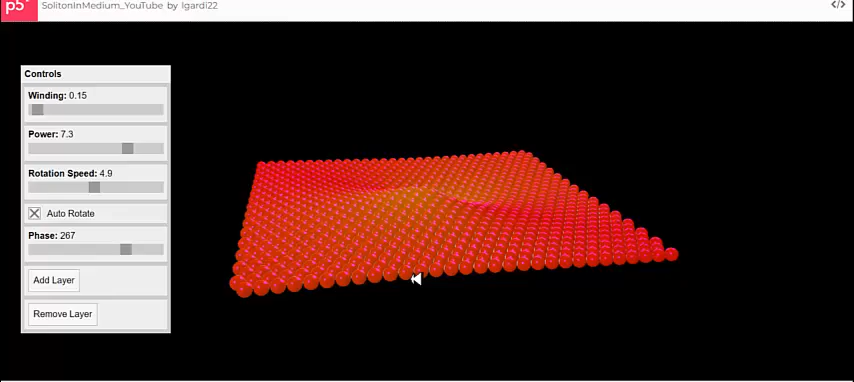 p5*
SolitonInMedium_YouTube by Igardi22
</>
Controls
Winding: 0.15
Power: 7.3
Rotation Speed: 4.9
Auto Rotate
Phase: 267
Add Layer
Remove Layer